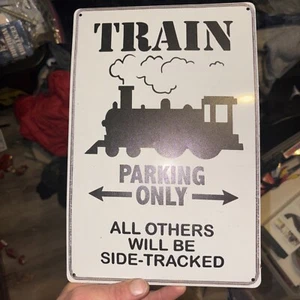 TRAIN
PARKING
ONLY
ALL OTHERS
WILL BE
SIDE-TRACKED